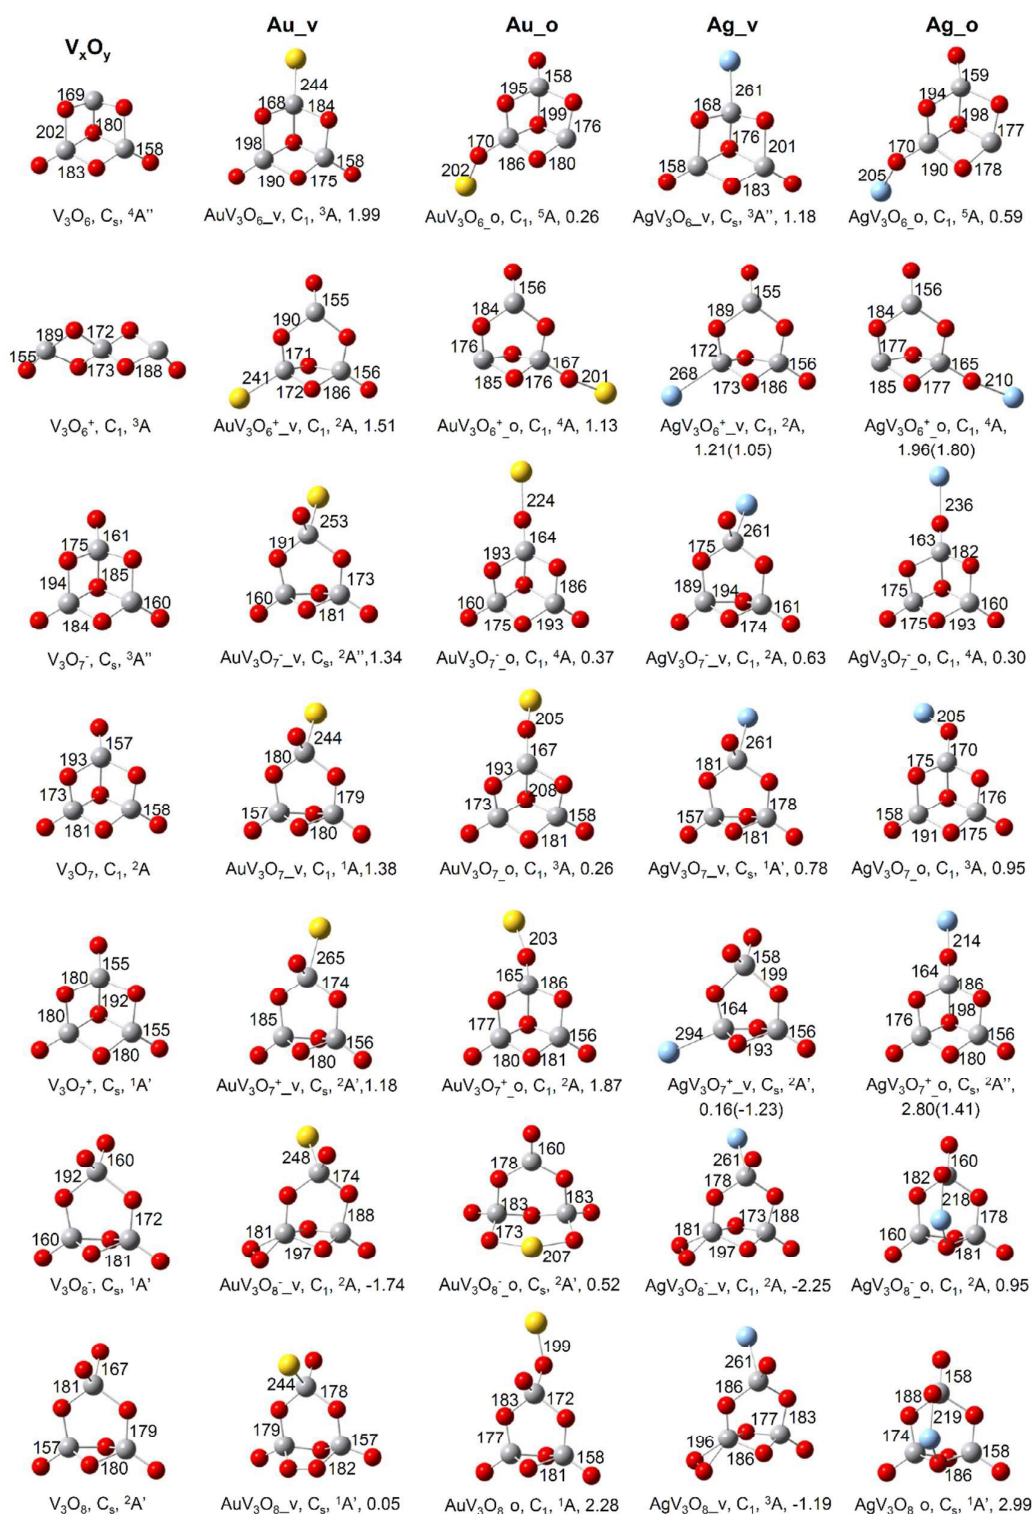 V_xO_y Au_v Au_o Ag_v Ag_o
169 202 180 158 183
244 168 184 198 158 190 175
158 195 199 176 170 186 180 202
261 168 176 201 158 183
159 194 198 177 170 190 178 205
V₃O₆, Cₛ, ⁴A'' AuV₃O₆_v, C₁, ³A, 1.99 AuV₃O₆_o, C₁, ⁵A, 0.26 AgV₃O₆_v, Cₛ, ³A'', 1.18 AgV₃O₆_o, C₁, ⁵A, 0.59
189 172 155 173 188
155 190 171 156 241 172 186
156 184 176 167 185 176 201
155 189 172 156 268 173 186
156 184 177 165 185 177 210
V₃O₆⁺, C₁, ³A AuV₃O₆⁺_v, C₁, ²A, 1.51 AuV₃O₆⁺_o, C₁, ⁴A, 1.13 AgV₃O₆⁺_v, C₁, ²A, 1.21(1.05) AgV₃O₆⁺_o, C₁, ⁴A, 1.96(1.80)
161 175 194 185 160 184
253 191 173 160 181
224 164 193 186 160 175 193
261 175 189 194 161 174
236 163 182 175 160 175 193
V₃O₇⁻, Cₛ, ³A'' AuV₃O₇⁻_v, Cₛ, ²A'',1.34 AuV₃O₇⁻_o, C₁, ⁴A, 0.37 AgV₃O₇⁻_v, C₁, ²A, 0.63 AgV₃O₇⁻_o, C₁, ⁴A, 0.30
157 193 173 158 181
244 180 179 157 180
205 167 193 208 173 158 181
261 181 178 157 181
205 175 170 176 158 191 175
V₃O₇, C₁, ²A AuV₃O₇_v, C₁, ¹A,1.38 AuV₃O₇_o, C₁, ³A, 0.26 AgV₃O₇_v, Cₛ, ¹A', 0.78 AgV₃O₇_o, C₁, ³A, 0.95
155 180 192 180 155 180
265 174 185 156 180
203 165 186 177 156 180 181
158 199 164 294 156 193
214 164 186 198 176 156 180
V₃O₇⁺, Cₛ, ¹A' AuV₃O₇⁺_v, Cₛ, ²A',1.18 AuV₃O₇⁺_o, C₁, ²A, 1.87 AgV₃O₇⁺_v, Cₛ, ²A', 0.16(-1.23) AgV₃O₇⁺_o, Cₛ, ²A'', 2.80(1.41)
160 192 172 160 181
248 174 181 188 197
160 178 183 183 173 207
261 178 173 188 181 197
160 182 218 178 160 181
V₃O₈⁻, Cₛ, ¹A' AuV₃O₈⁻_v, C₁, ²A, -1.74 AuV₃O₈⁻_o, Cₛ, ²A', 0.52 AgV₃O₈⁻_v, C₁, ²A, -2.25 AgV₃O₈⁻_o, C₁, ²A, 0.95
167 181 179 157 180
244 178 179 157 182
199 183 172 177 158 181
261 186 177 183 196 186
158 188 219 174 158 186
V₃O₈, Cₛ, ²A' AuV₃O₈_v, Cₛ, ¹A', 0.05 AuV₃O₈_o, C₁, ¹A, 2.28 AgV₃O₈_v, C₁, ³A, -1.19 AgV₃O₈_o, Cₛ, ¹A', 2.99